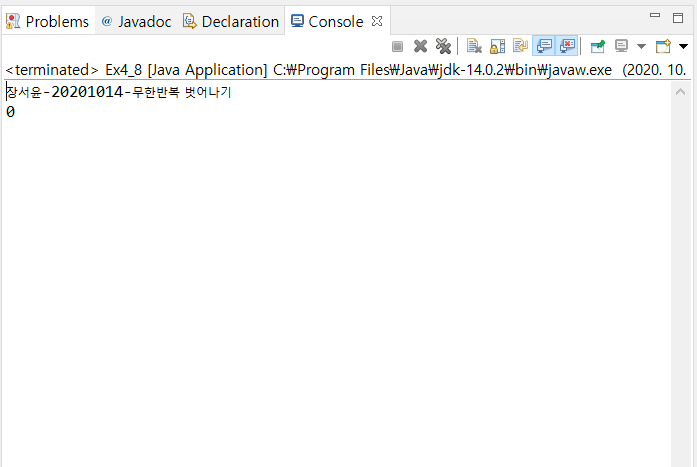 Problems @ Javadoc Declaration Console
<terminated> Ex4_8 [Java Application] C:₩Program Files₩Java₩jdk-14.0.2₩bin₩javaw.exe (2020. 10.
장서윤-20201014-무한반복 벗어나기
0